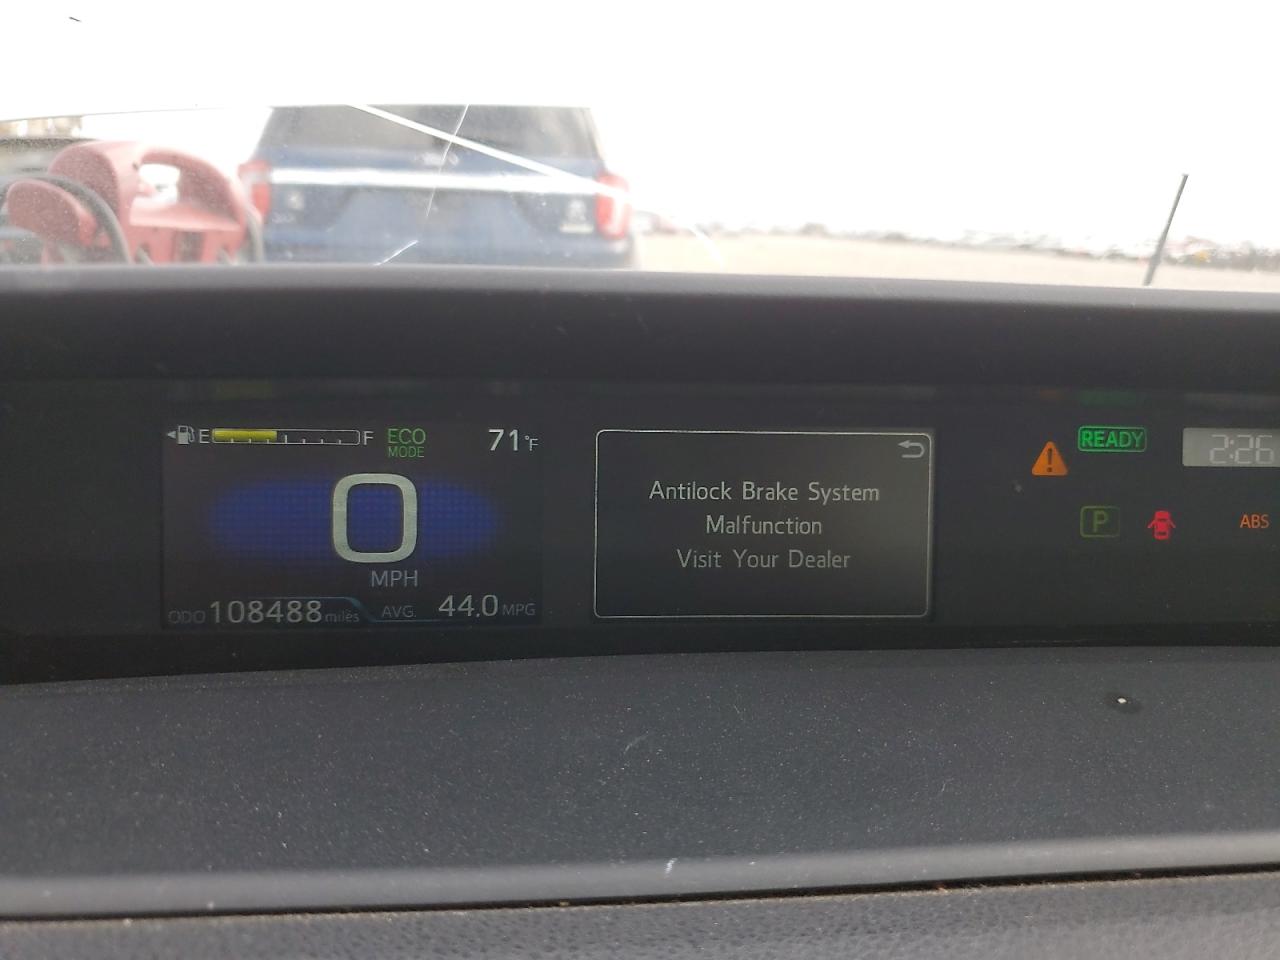 E F ECO 71°F
MODE
0
MPH
ODO 108488 miles AVG. 44.0 MPG
Antilock Brake System
Malfunction
Visit Your Dealer
READY 2:26
P ABS